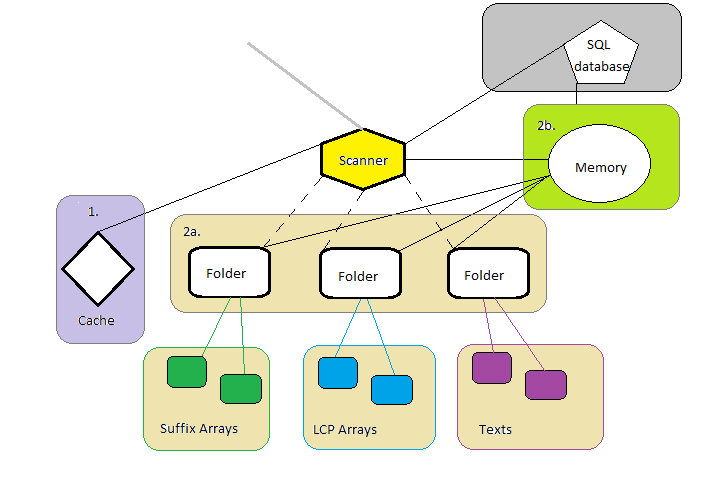 SQL
database
2b.
Scanner
Memory
1.
2a.
Folder
Folder
Folder
Cache
Suffix Arrays
LCP Arrays
Texts